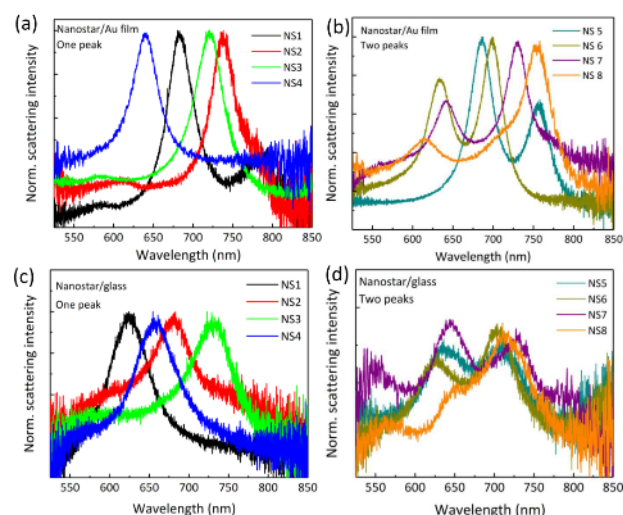 (a)
Nanostar/Au film
One peak
NS1
NS2
NS3
NS4
Norm. scattering intensity
550 600 650 700 750 800 850
Wavelength (nm)
(b)
Nanostar/Au film
Two peaks
NS 5
NS 6
NS 7
NS 8
Norm. scattering intensity
550 600 650 700 750 800 850
Wavelength (nm)
(c)
Nanostar/glass
One peak
NS1
NS2
NS3
NS4
Norm. scattering intensity
550 600 650 700 750 800 850
Wavelength (nm)
(d)
Nanostar/glass
Two peaks
NS5
NS6
NS7
NS8
Norm. scattering intensity
550 600 650 700 750 800 850
Wavelength (nm)